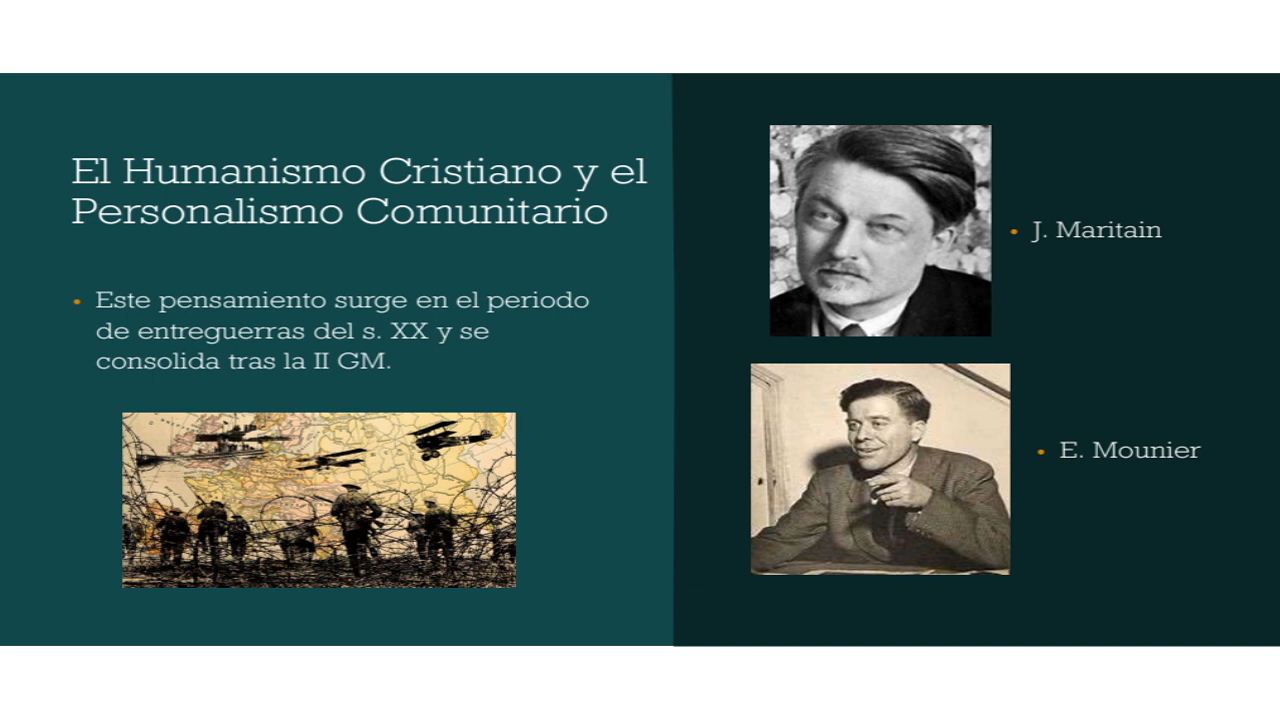 El Humanismo Cristiano y el
Personalismo Comunitario
• Este pensamiento surge en el periodo
de entreguerras del s. XX y se
consolida tras la II GM.
• J. Maritain
• E. Mounier